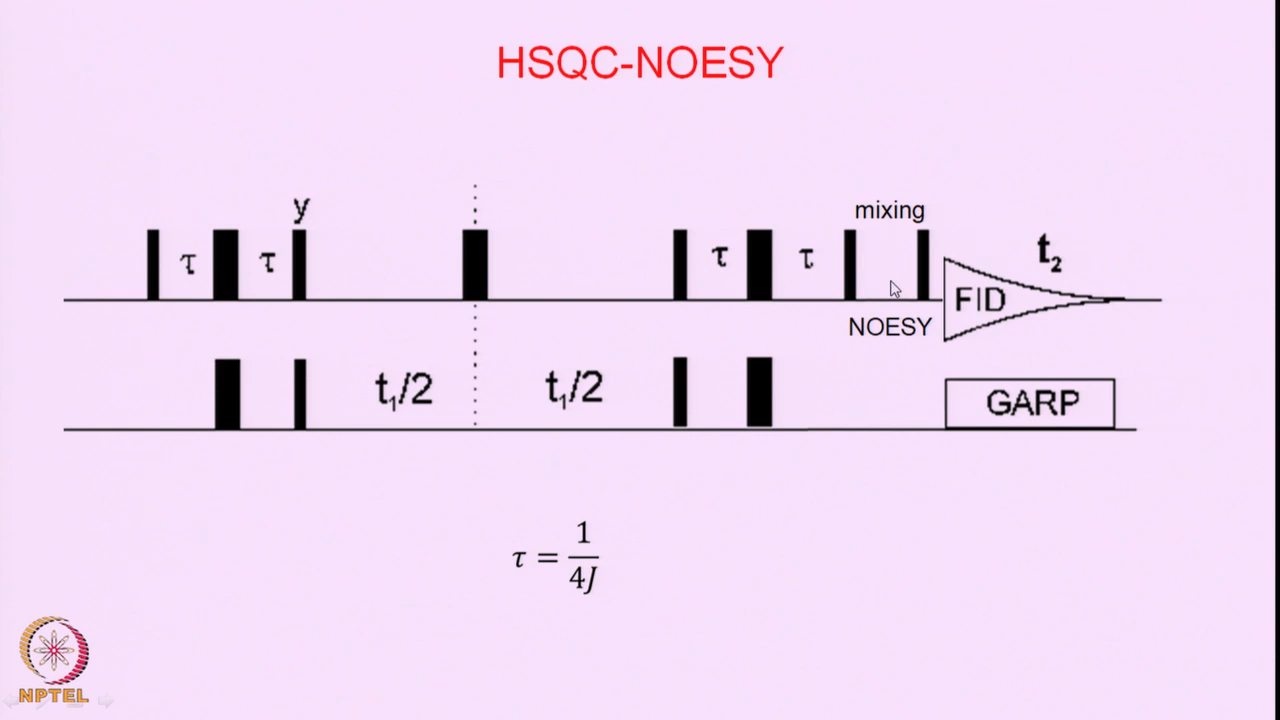 HSQC-NOESY
y
mixing
τ τ τ τ t₂
FID
NOESY
t₁/2 t₁/2
GARP
τ = 1/4J
NPTEL